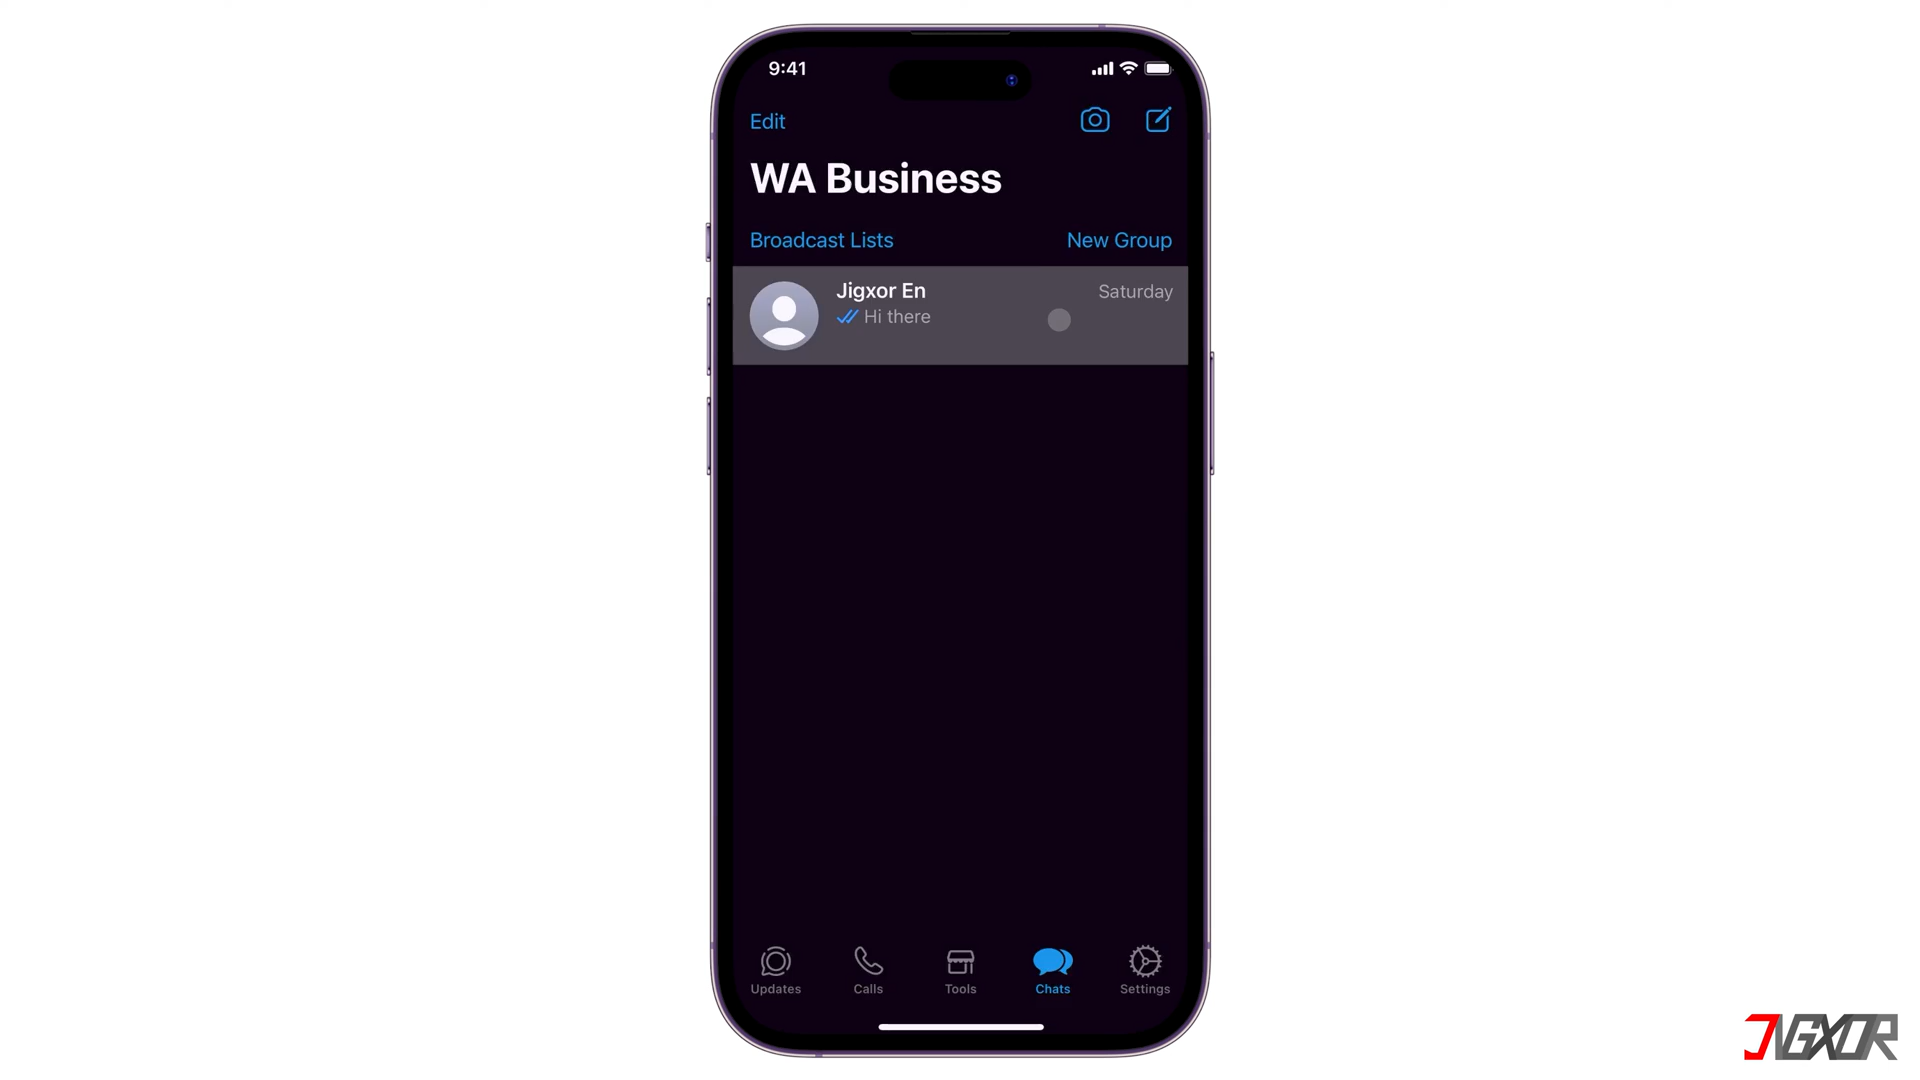 9:41
Edit
WA Business
Broadcast Lists
New Group
Jigxor En
Saturday
Hi there
Updates
Calls
Tools
Chats
Settings
JIGXOR